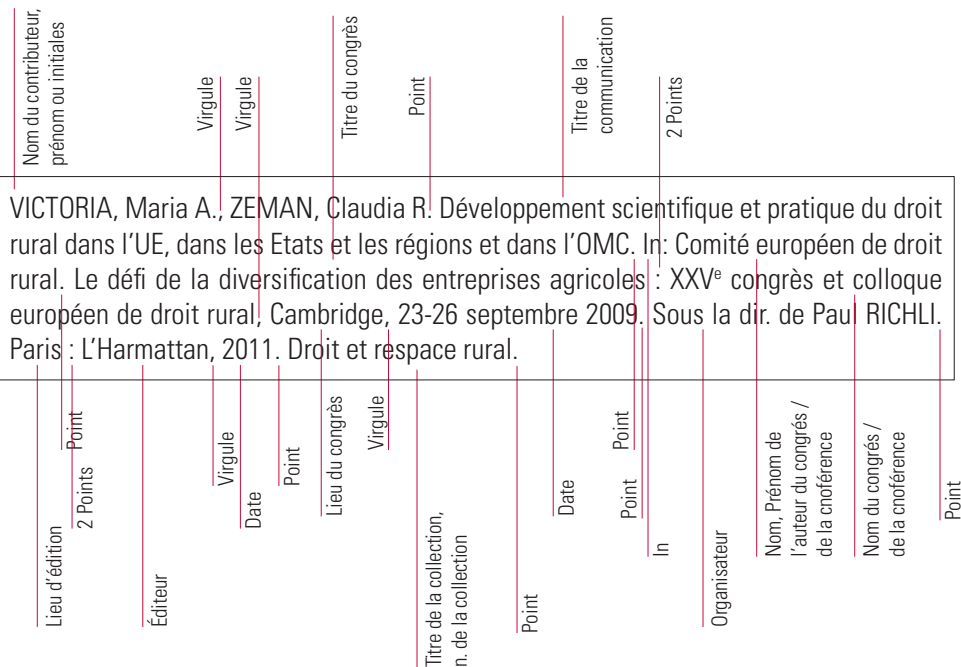 Nom du contributeur,
prénom ou initiales
Virgule
Virgule
Titre du congrès
Point
Titre de la
communication
2 Points
VICTORIA, Maria A., ZEMAN, Claudia R. Développement scientifique et pratique du droit
rural dans l'UE, dans les Etats et les régions et dans l'OMC. In: Comité européen de droit
rural. Le défi de la diversification des entreprises agricoles : XXVe congrès et colloque
européen de droit rural, Cambridge, 23-26 septembre 2009. Sous la dir. de Paul RICHLI.
Paris : L'Harmattan, 2011. Droit et respace rural.
Lieu d'édition
Point
2 Points
Éditeur
Virgule
Date
Point
Lieu du congrès
Virgule
Titre de la collection,
n. de la collection
Point
Date
Point
Point
In
Organisateur
Nom, Prénom de
l'auteur du congrés /
de la cnoférence
Nom du congrés /
de la cnoférence
Point